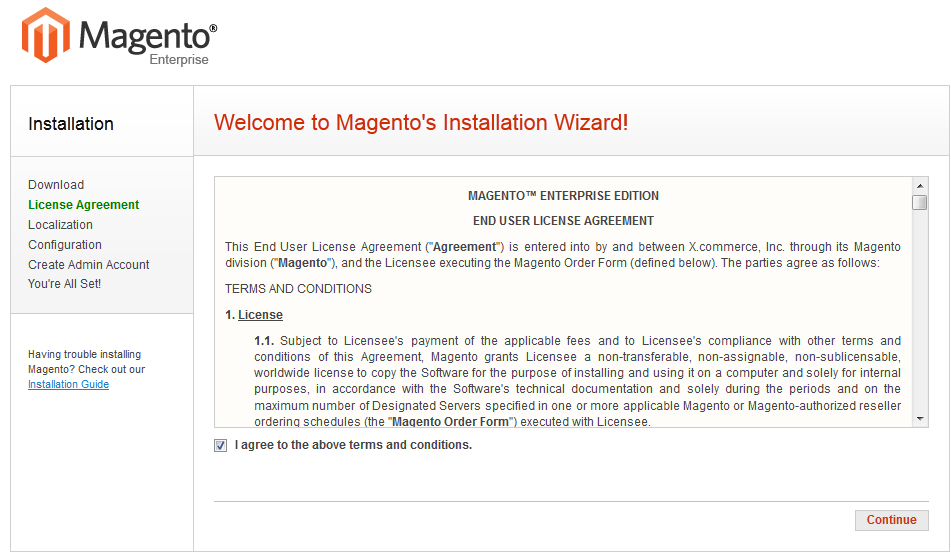 Magento®
Enterprise
Installation
Download
License Agreement
Localization
Configuration
Create Admin Account
You're All Set!
Having trouble installing
Magento? Check out our
Installation Guide
Welcome to Magento's Installation Wizard!
MAGENTO™ ENTERPRISE EDITION
END USER LICENSE AGREEMENT
This End User License Agreement ("Agreement") is entered into by and between X.commerce, Inc. through its Magento
division ("Magento"), and the Licensee executing the Magento Order Form (defined below). The parties agree as follows:
TERMS AND CONDITIONS
1. License
1.1. Subject to Licensee's payment of the applicable fees and to Licensee's compliance with other terms and
conditions of this Agreement, Magento grants Licensee a non-transferable, non-assignable, non-sublicensable,
worldwide license to copy the Software for the purpose of installing and using it on a computer and solely for internal
purposes, in accordance with the Software's technical documentation and solely during the periods and on the
maximum number of Designated Servers specified in one or more applicable Magento or Magento-authorized reseller
ordering schedules (the "Magento Order Form") executed with Licensee.
I agree to the above terms and conditions.
Continue